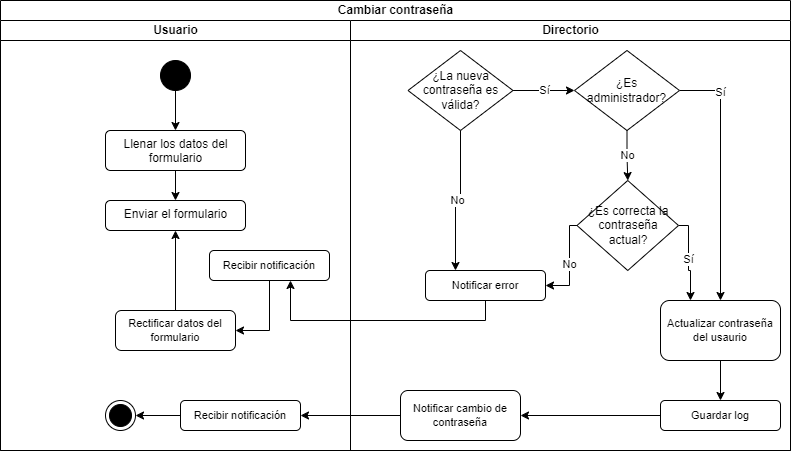 Cambiar contraseña
Usuario
Directorio
¿La nueva
contraseña es
válida?
Sí
¿Es
administrador?
Sí
Llenar los datos del
formulario
No
No
Enviar el formulario
¿Es correcta la
contraseña
actual?
Recibir notificación
No
Sí
Notificar error
Rectificar datos del
formulario
Actualizar contraseña
del usaurio
Recibir notificación
Notificar cambio de
contraseña
Guardar log